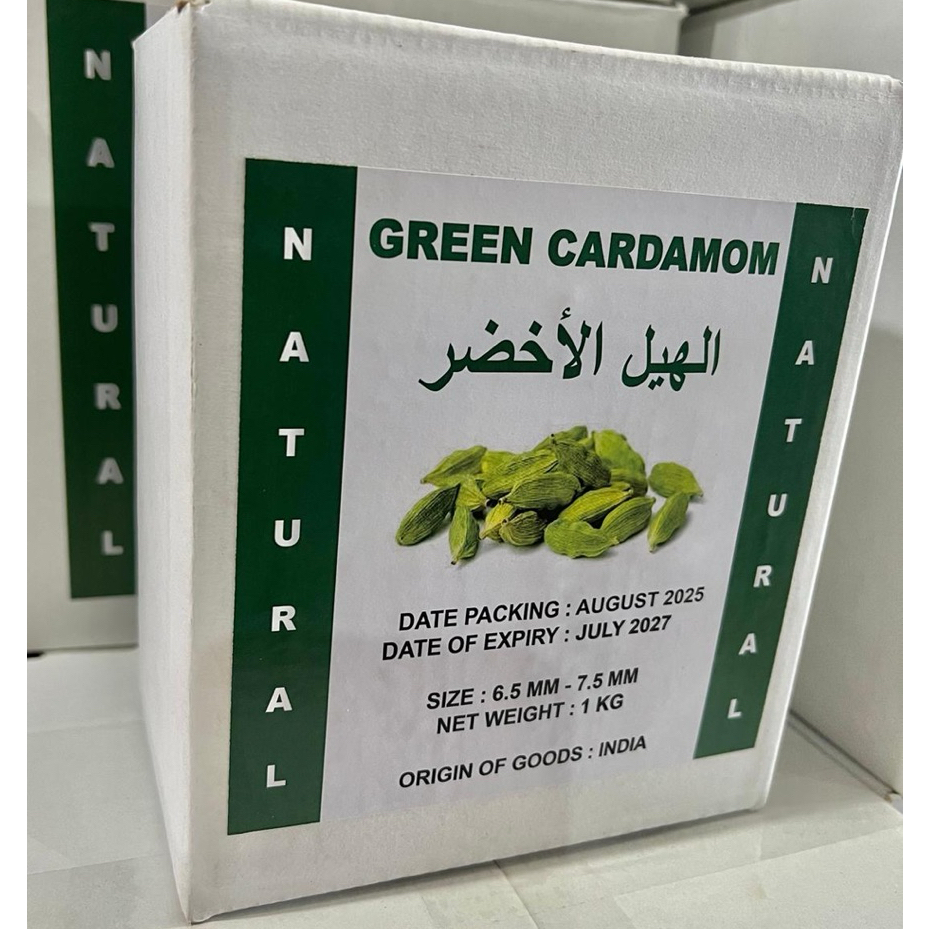 NATURAL
NATURAL
GREEN CARDAMOM
الهيل الأخضر
DATE PACKING : AUGUST 2025
DATE OF EXPIRY : JULY 2027
SIZE : 6.5 MM - 7.5 MM
NET WEIGHT : 1 KG
ORIGIN OF GOODS : INDIA
NATURAL